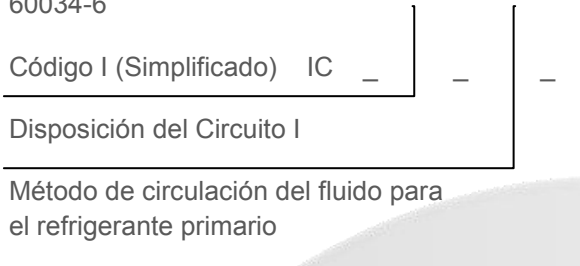 60034-6
Código I (Simplificado) IC _ _ _
Disposición del Circuito I
Método de circulación del fluido para
el refrigerante primario